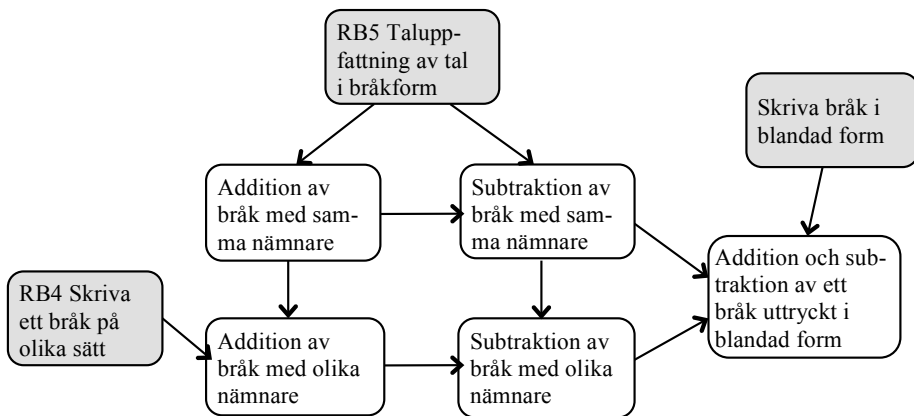 RB5 Talupp-
fattning av tal
i bråkform
Skriva bråk i
blandad form
Addition av
bråk med sam-
ma nämnare
Subtraktion av
bråk med sam-
ma nämnare
Addition och sub-
traktion av ett
bråk uttryckt i
blandad form
RB4 Skriva
ett bråk på
olika sätt
Addition av
bråk med olika
nämnare
Subtraktion av
bråk med olika
nämnare